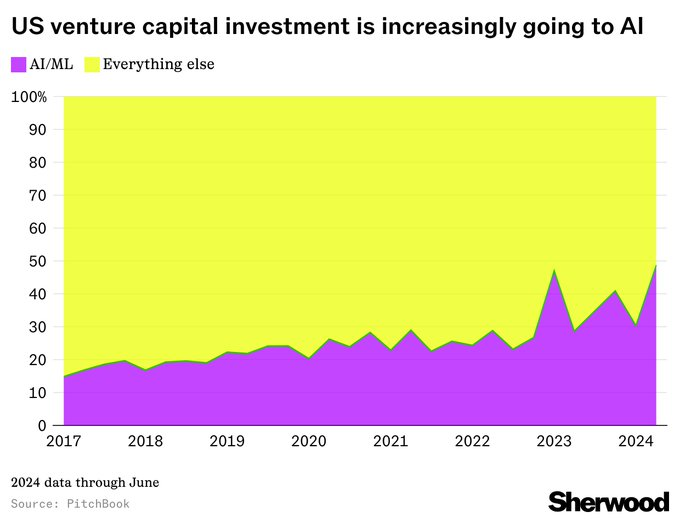 US venture capital investment is increasingly going to AI
AI/ML Everything else
100%
90
80
70
60
50
40
30
20
10
0
2017 2018 2019 2020 2021 2022 2023 2024
2024 data through June
Source: PitchBook
Sherwood